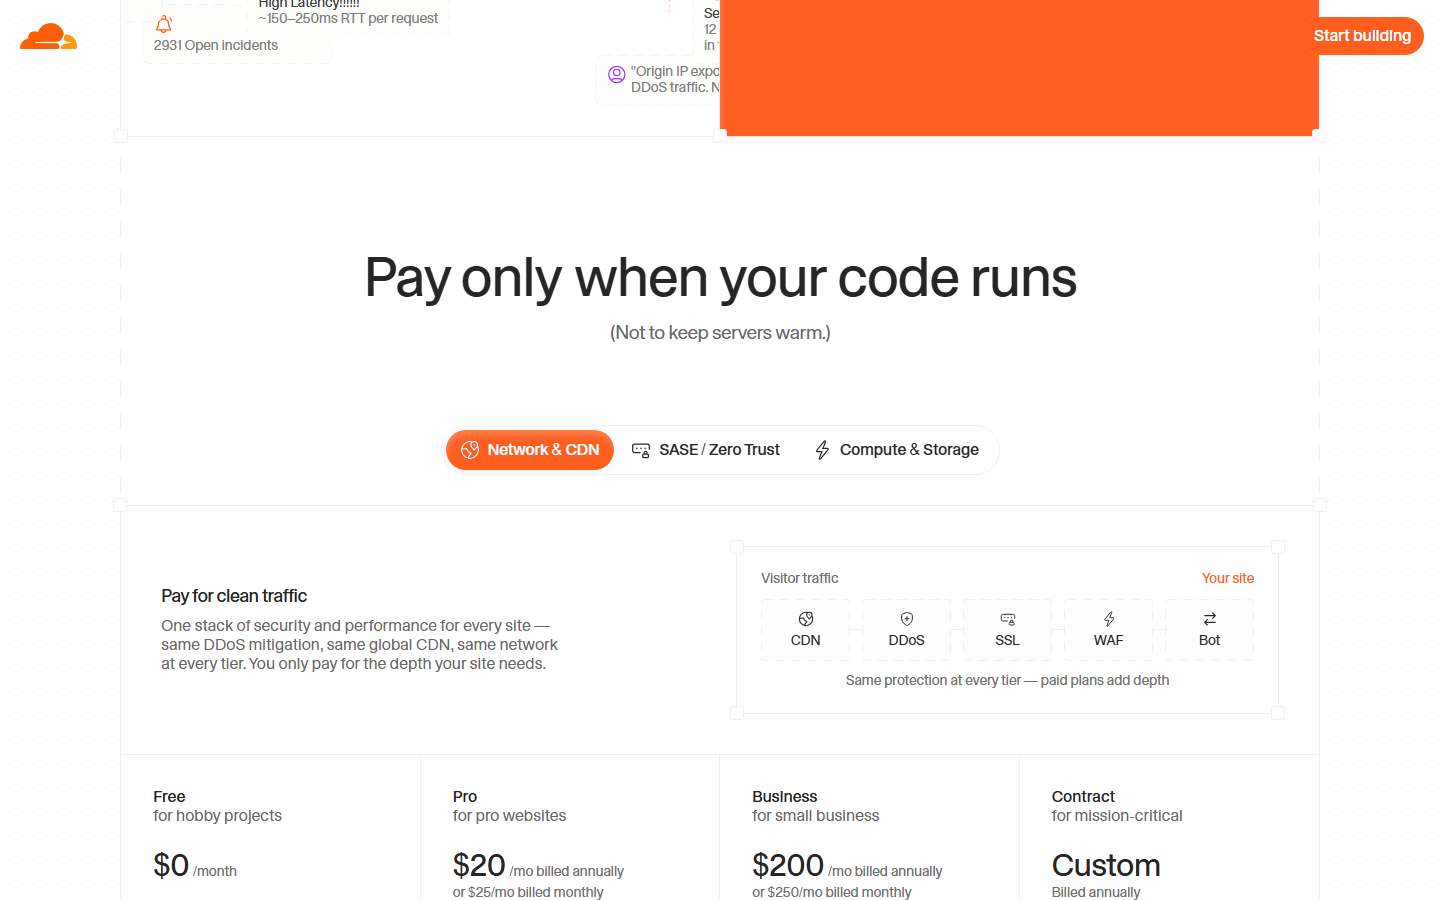 High Latency!!!!!!
~150–250ms RTT per request
2931 Open incidents
Se
12
in
"Origin IP expo
DDoS traffic. N
Start building
Pay only when your code runs
(Not to keep servers warm.)
Network & CDN
SASE / Zero Trust
Compute & Storage
Pay for clean traffic
One stack of security and performance for every site —
same DDoS mitigation, same global CDN, same network
at every tier. You only pay for the depth your site needs.
Visitor traffic
Your site
CDN
DDoS
SSL
WAF
Bot
Same protection at every tier — paid plans add depth
Free
for hobby projects
$0 /month
Pro
for pro websites
$20 /mo billed annually
or $25/mo billed monthly
Business
for small business
$200 /mo billed annually
or $250/mo billed monthly
Contract
for mission-critical
Custom
Billed annually